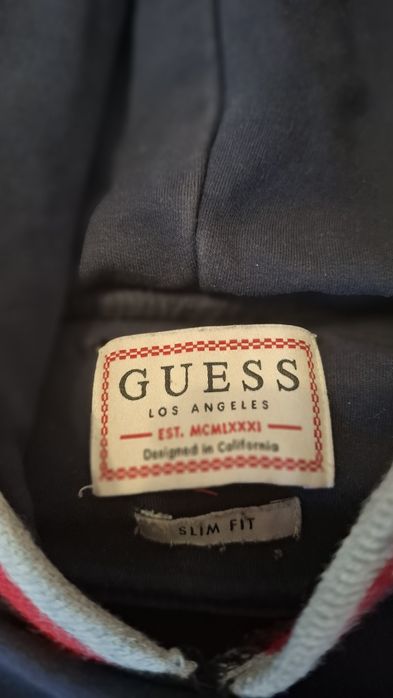 GUESS
LOS ANGELES
EST. MCMLXXXI
Designed in California
SLIM FIT